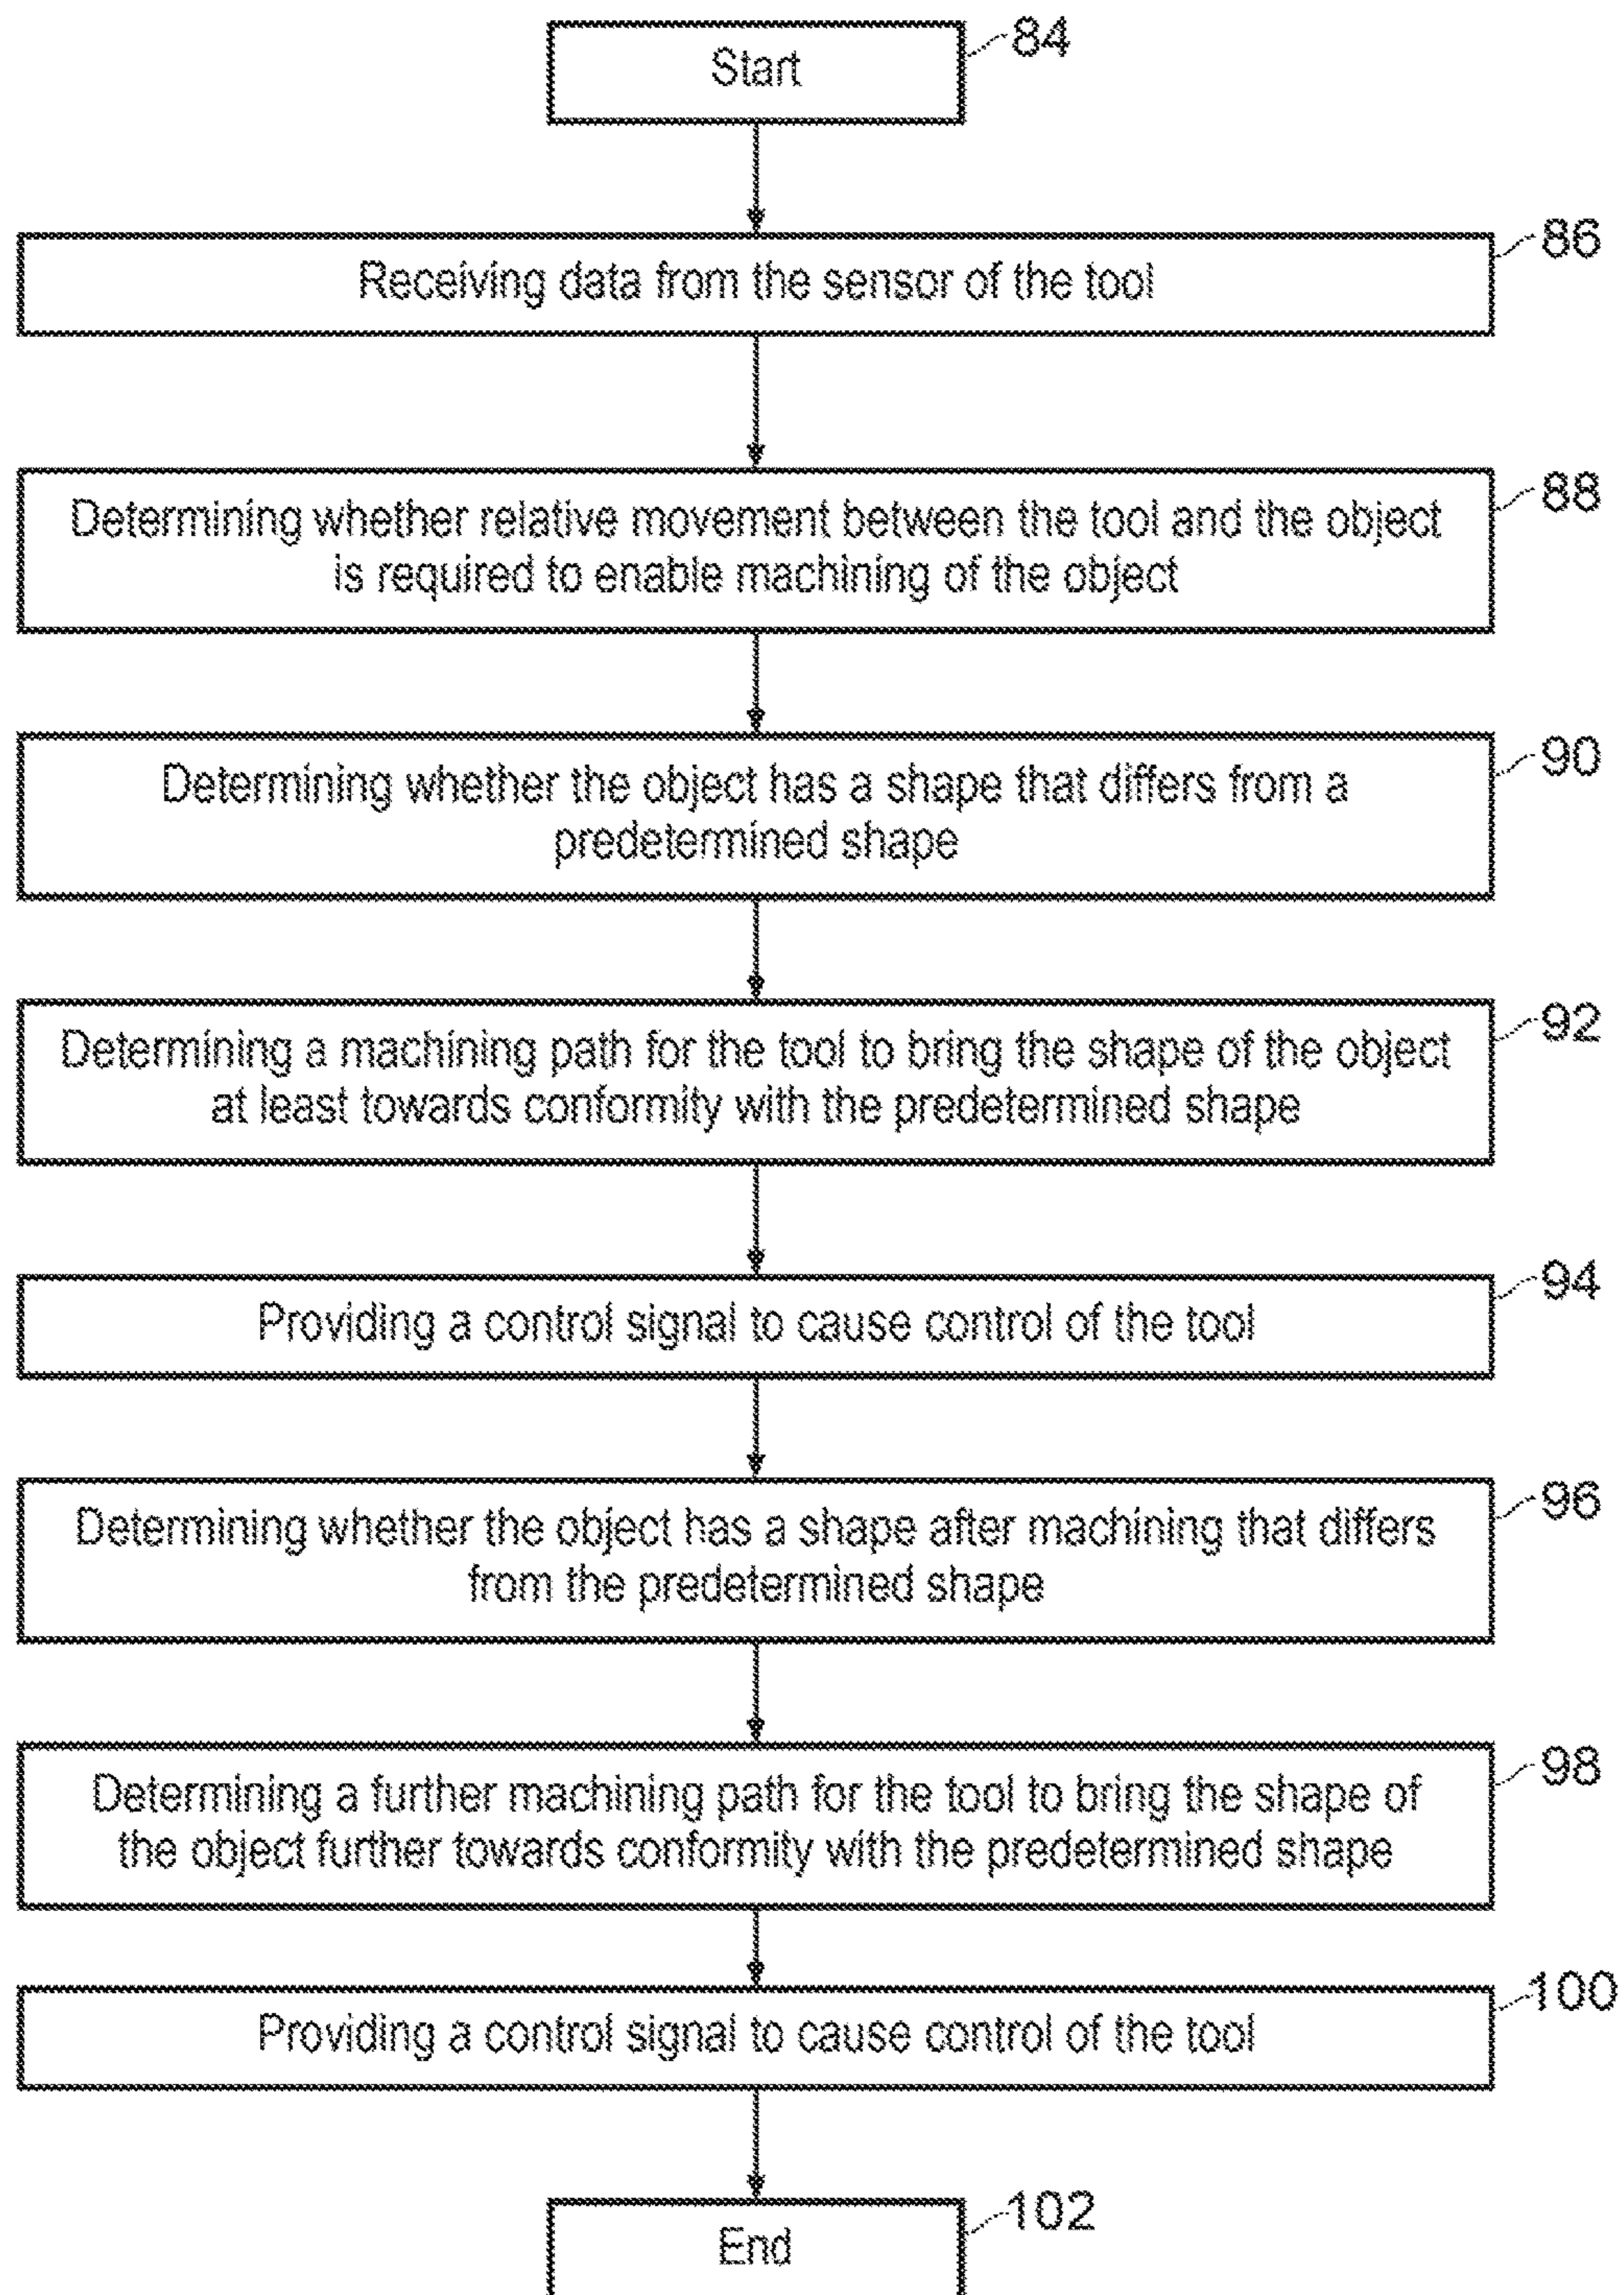 Start
84
Receiving data from the sensor of the tool
86
Determining whether relative movement between the tool and the object
is required to enable machining of the object
88
Determining whether the object has a shape that differs from a
predetermined shape
90
Determining a machining path for the tool to bring the shape of the object
at least towards conformity with the predetermined shape
92
Providing a control signal to cause control of the tool
94
Determining whether the object has a shape after machining that differs
from the predetermined shape
96
Determining a further machining path for the tool to bring the shape of
the object further towards conformity with the predetermined shape
98
Providing a control signal to cause control of the tool
100
End
102